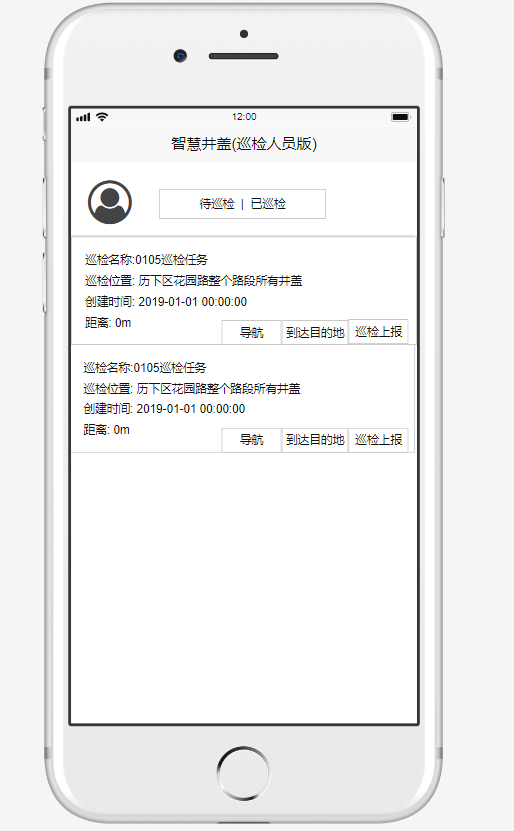 12:00
智慧井盖(巡检人员版)
待巡检 | 已巡检
巡检名称:0105巡检任务
巡检位置: 历下区花园路整个路段所有井盖
创建时间: 2019-01-01 00:00:00
距离: 0m
导航 到达目的地 巡检上报
巡检名称:0105巡检任务
巡检位置: 历下区花园路整个路段所有井盖
创建时间: 2019-01-01 00:00:00
距离: 0m
导航 到达目的地 巡检上报